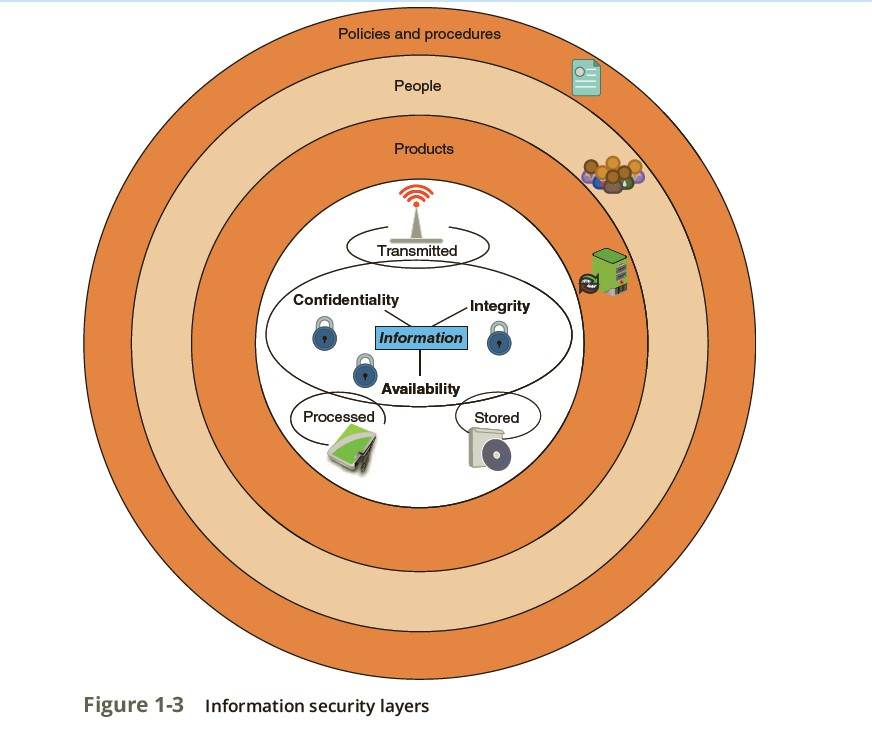 Policies and procedures
People
Products
Transmitted
Confidentiality
Integrity
Information
Availability
Processed
Stored
Figure 1-3 Information security layers